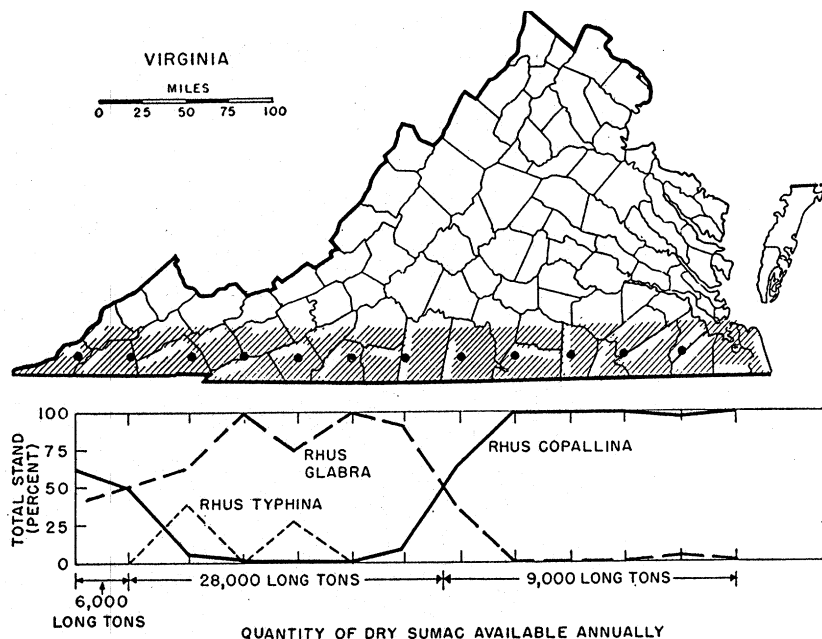 VIRGINIA
MILES
0 25 50 75 100
100
75
50
25
0
TOTAL STAND
(PERCENT)
RHUS
GLABRA
RHUS COPALLINA
RHUS TYPHINA
6,000
LONG TONS
28,000 LONG TONS
9,000 LONG TONS
QUANTITY OF DRY SUMAC AVAILABLE ANNUALLY